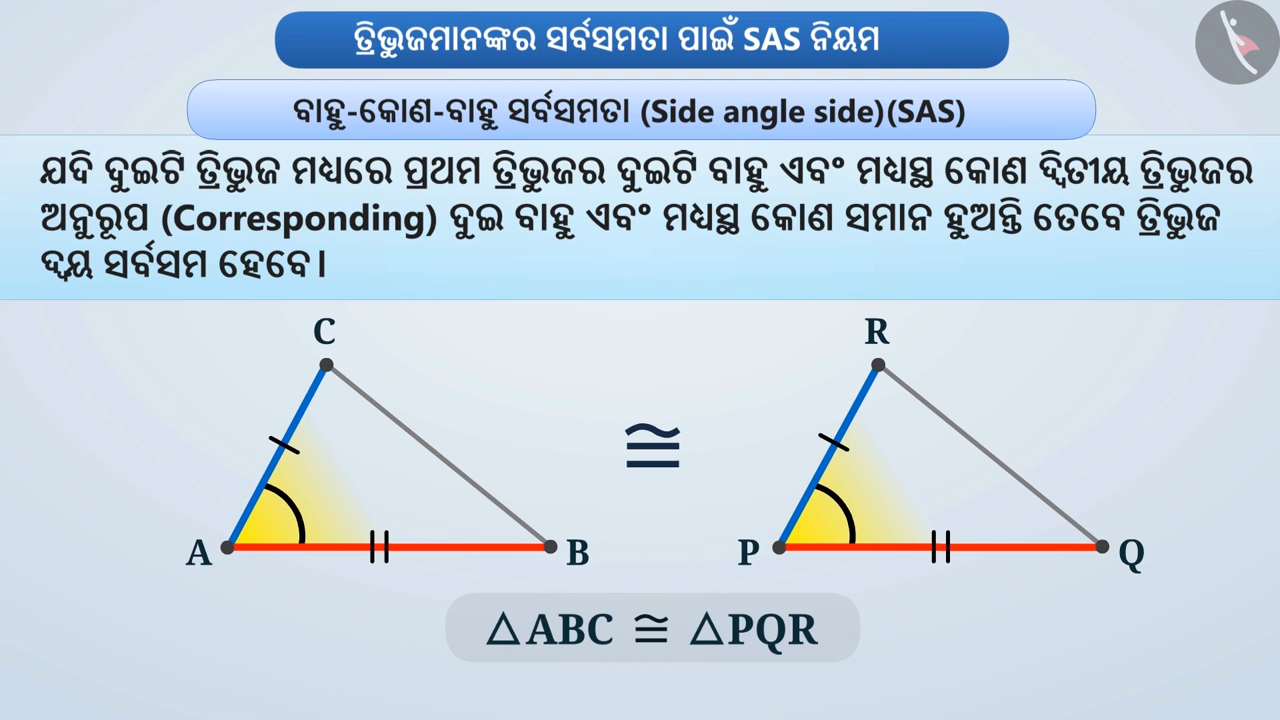 ତ୍ରିଭୁଜମାନଙ୍କର ସର୍ବସମତା ପାଇଁ SAS ନିୟମ
ବାହୁ-କୋଣ-ବାହୁ ସର୍ବସମତା (Side angle side)(SAS)
ଯଦି ଦୁଇଟି ତ୍ରିଭୁଜ ମଧ୍ୟରେ ପ୍ରଥମ ତ୍ରିଭୁଜର ଦୁଇଟି ବାହୁ ଏବଂ ମଧ୍ୟସ୍ଥ କୋଣ ଦ୍ୱିତୀୟ ତ୍ରିଭୁଜର
ଅନୁରୂପ (Corresponding) ଦୁଇ ବାହୁ ଏବଂ ମଧ୍ୟସ୍ଥ କୋଣ ସମାନ ହୁଅନ୍ତି ତେବେ ତ୍ରିଭୁଜ
ଦ୍ୱୟ ସର୍ବସମ ହେବେ।
C R
≅
A B P Q
△ABC ≅ △PQR